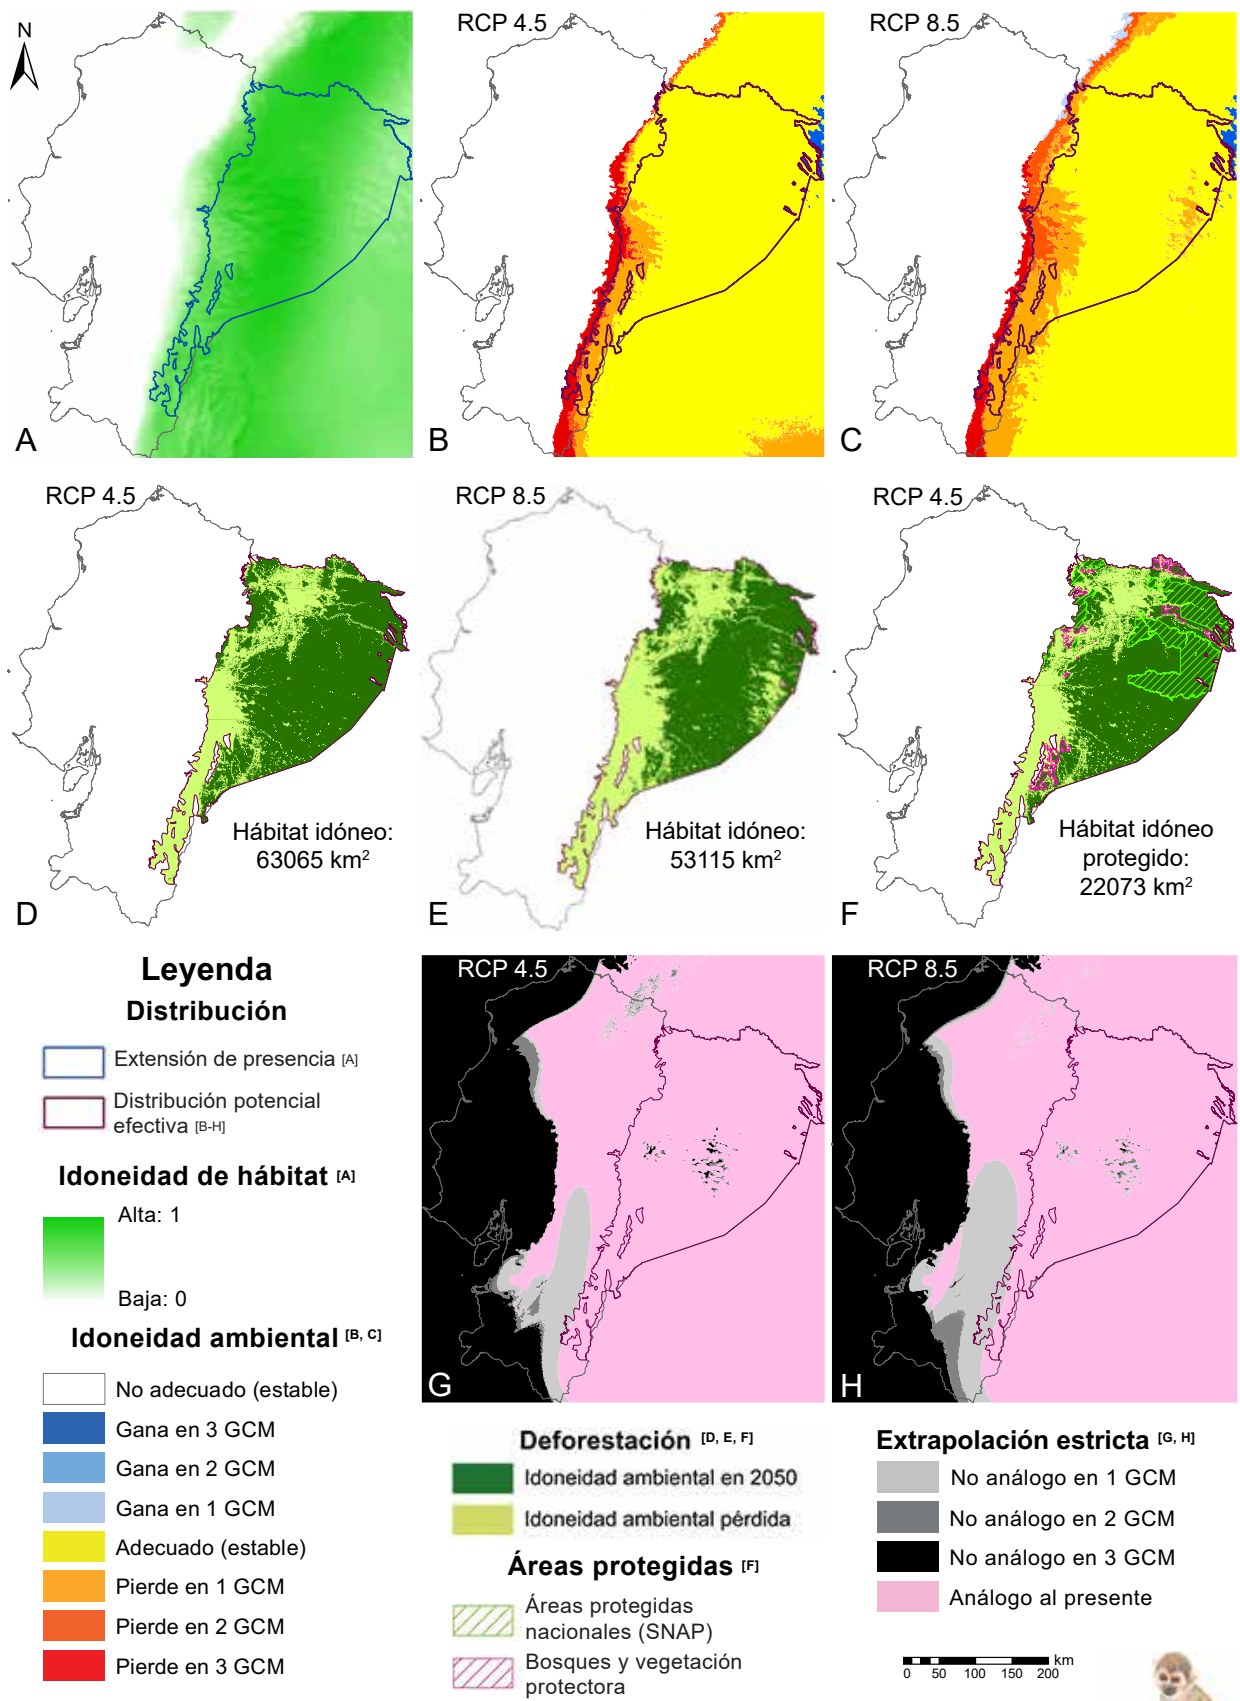 N
RCP 4.5
RCP 8.5
A
B
C
RCP 4.5
RCP 8.5
RCP 4.5
Hábitat idóneo:
63065 km²
Hábitat idóneo:
53115 km²
Hábitat idóneo
protegido:
22073 km²
D
E
F
RCP 4.5
RCP 8.5
G
H
Leyenda
Distribución
Extensión de presencia [A]
Distribución potencial
efectiva [B-H]
Idoneidad de hábitat [A]
Alta: 1
Baja: 0
Idoneidad ambiental [B, C]
No adecuado (estable)
Gana en 3 GCM
Gana en 2 GCM
Gana en 1 GCM
Adecuado (estable)
Pierde en 1 GCM
Pierde en 2 GCM
Pierde en 3 GCM
Deforestación [D, E, F]
Idoneidad ambiental en 2050
Idoneidad ambiental pérdida
Áreas protegidas [F]
Áreas protegidas
nacionales (SNAP)
Bosques y vegetación
protectora
Extrapolación estricta [G, H]
No análogo en 1 GCM
No análogo en 2 GCM
No análogo en 3 GCM
Análogo al presente
km
0 50 100 150 200